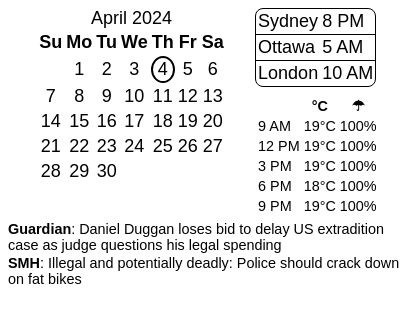 April 2024
Su Mo Tu We Th Fr Sa
1 2 3 4 5 6
7 8 9 10 11 12 13
14 15 16 17 18 19 20
21 22 23 24 25 26 27
28 29 30
Sydney 8 PM
Ottawa 5 AM
London 10 AM
°C ☂
9 AM 19°C 100%
12 PM 19°C 100%
3 PM 19°C 100%
6 PM 18°C 100%
9 PM 19°C 100%
Guardian: Daniel Duggan loses bid to delay US extradition
case as judge questions his legal spending
SMH: Illegal and potentially deadly: Police should crack down
on fat bikes